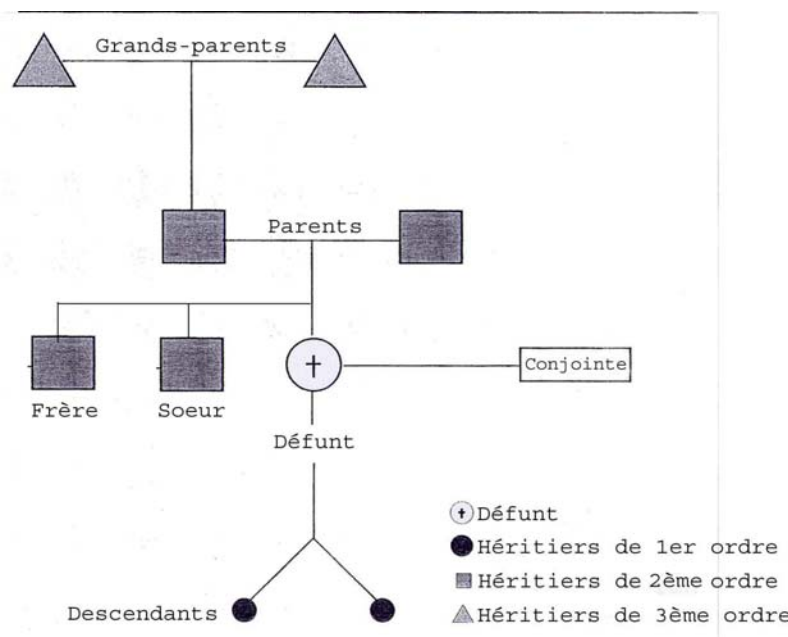 Grands-parents
Parents
Conjointe
Frère
Soeur
Défunt
Défunt
Héritiers de 1er ordre
Héritiers de 2ème ordre
Descendants
Héritiers de 3ème ordre